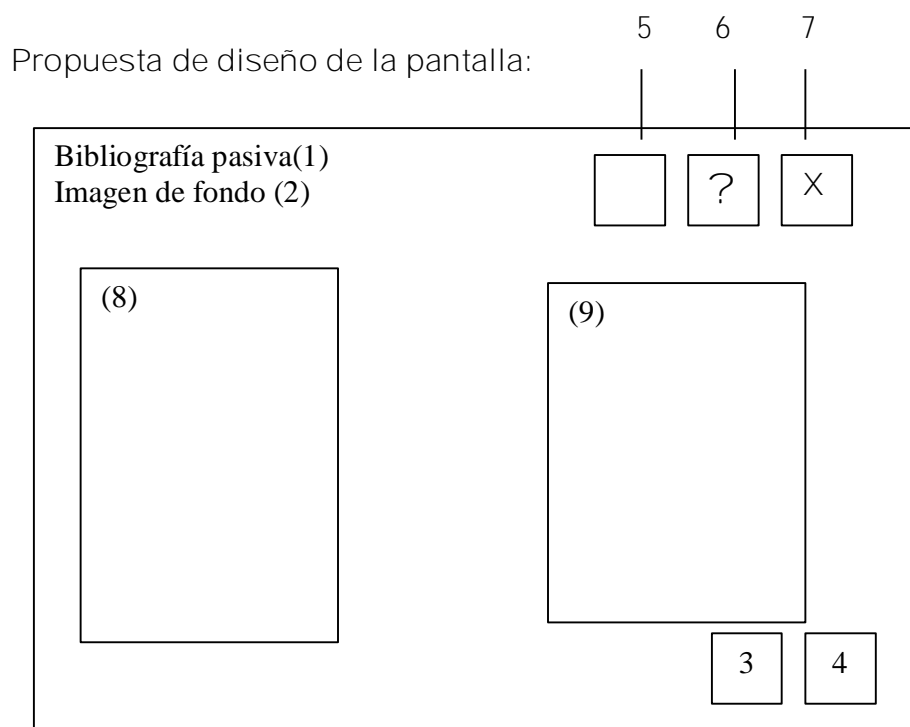 5 6 7
Propuesta de diseño de la pantalla:
Bibliografía pasiva(1)
Imagen de fondo (2)
? X
(8)
(9)
3 4